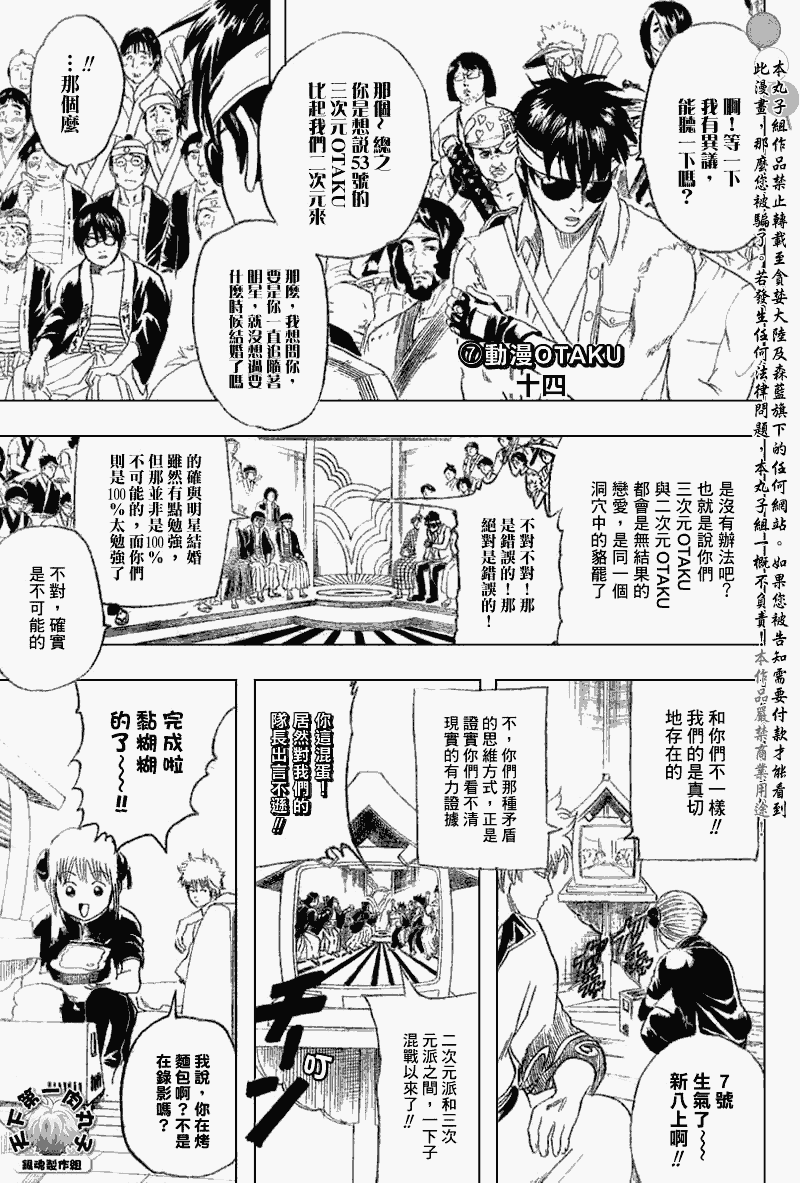 啊！等一下
我有異議，
能聽一下嗎？
那個~總之
你是想說53號的
三次元OTAKU
比起我們二次元來
!!
…那個麼
那麼，我想問你，
要是你一直追隨著
明星，就沒想過要
什麼時候結婚了嗎
⑦動漫OTAKU
十四
是沒有辦法吧？
也就是說你們
三次元OTAKU
與二次元OTAKU
都會是無結果的
戀愛，是同一個
洞穴中的貉罷了
不對不對！那
是錯誤的！那
絕對是錯誤的！
的確與明星結婚
雖然有點勉強，
但那並非是100%
不可能的，而你們
則是100%太勉強了
不對，確實
是不可能的
和你們不一樣!!
我們的是真切
地存在的
7號
生氣了~
新八上啊!!
不，你們那種矛盾
的思維方式，正是
證實你們看不清
現實的有力證據
你這混蛋！
居然對我們的
隊長出言不遜!!
二次元派和三次
元派之間，一下子
混戰以來了!!
叮
チン
完成啦
黏糊糊
的了~~!!
我說，你在烤
麵包啊？不是
在錄影嗎？
本丸子組作品禁止轉載至貪婪大陸及森藍旗下的任何網站。如果您被告知需要付款才能看到
此漫畫，那麼您被騙了。若發生任何法律問題，本丸子組一概不負責！本作品嚴禁商業用途！
天下第一肉丸子
銀魂製作組